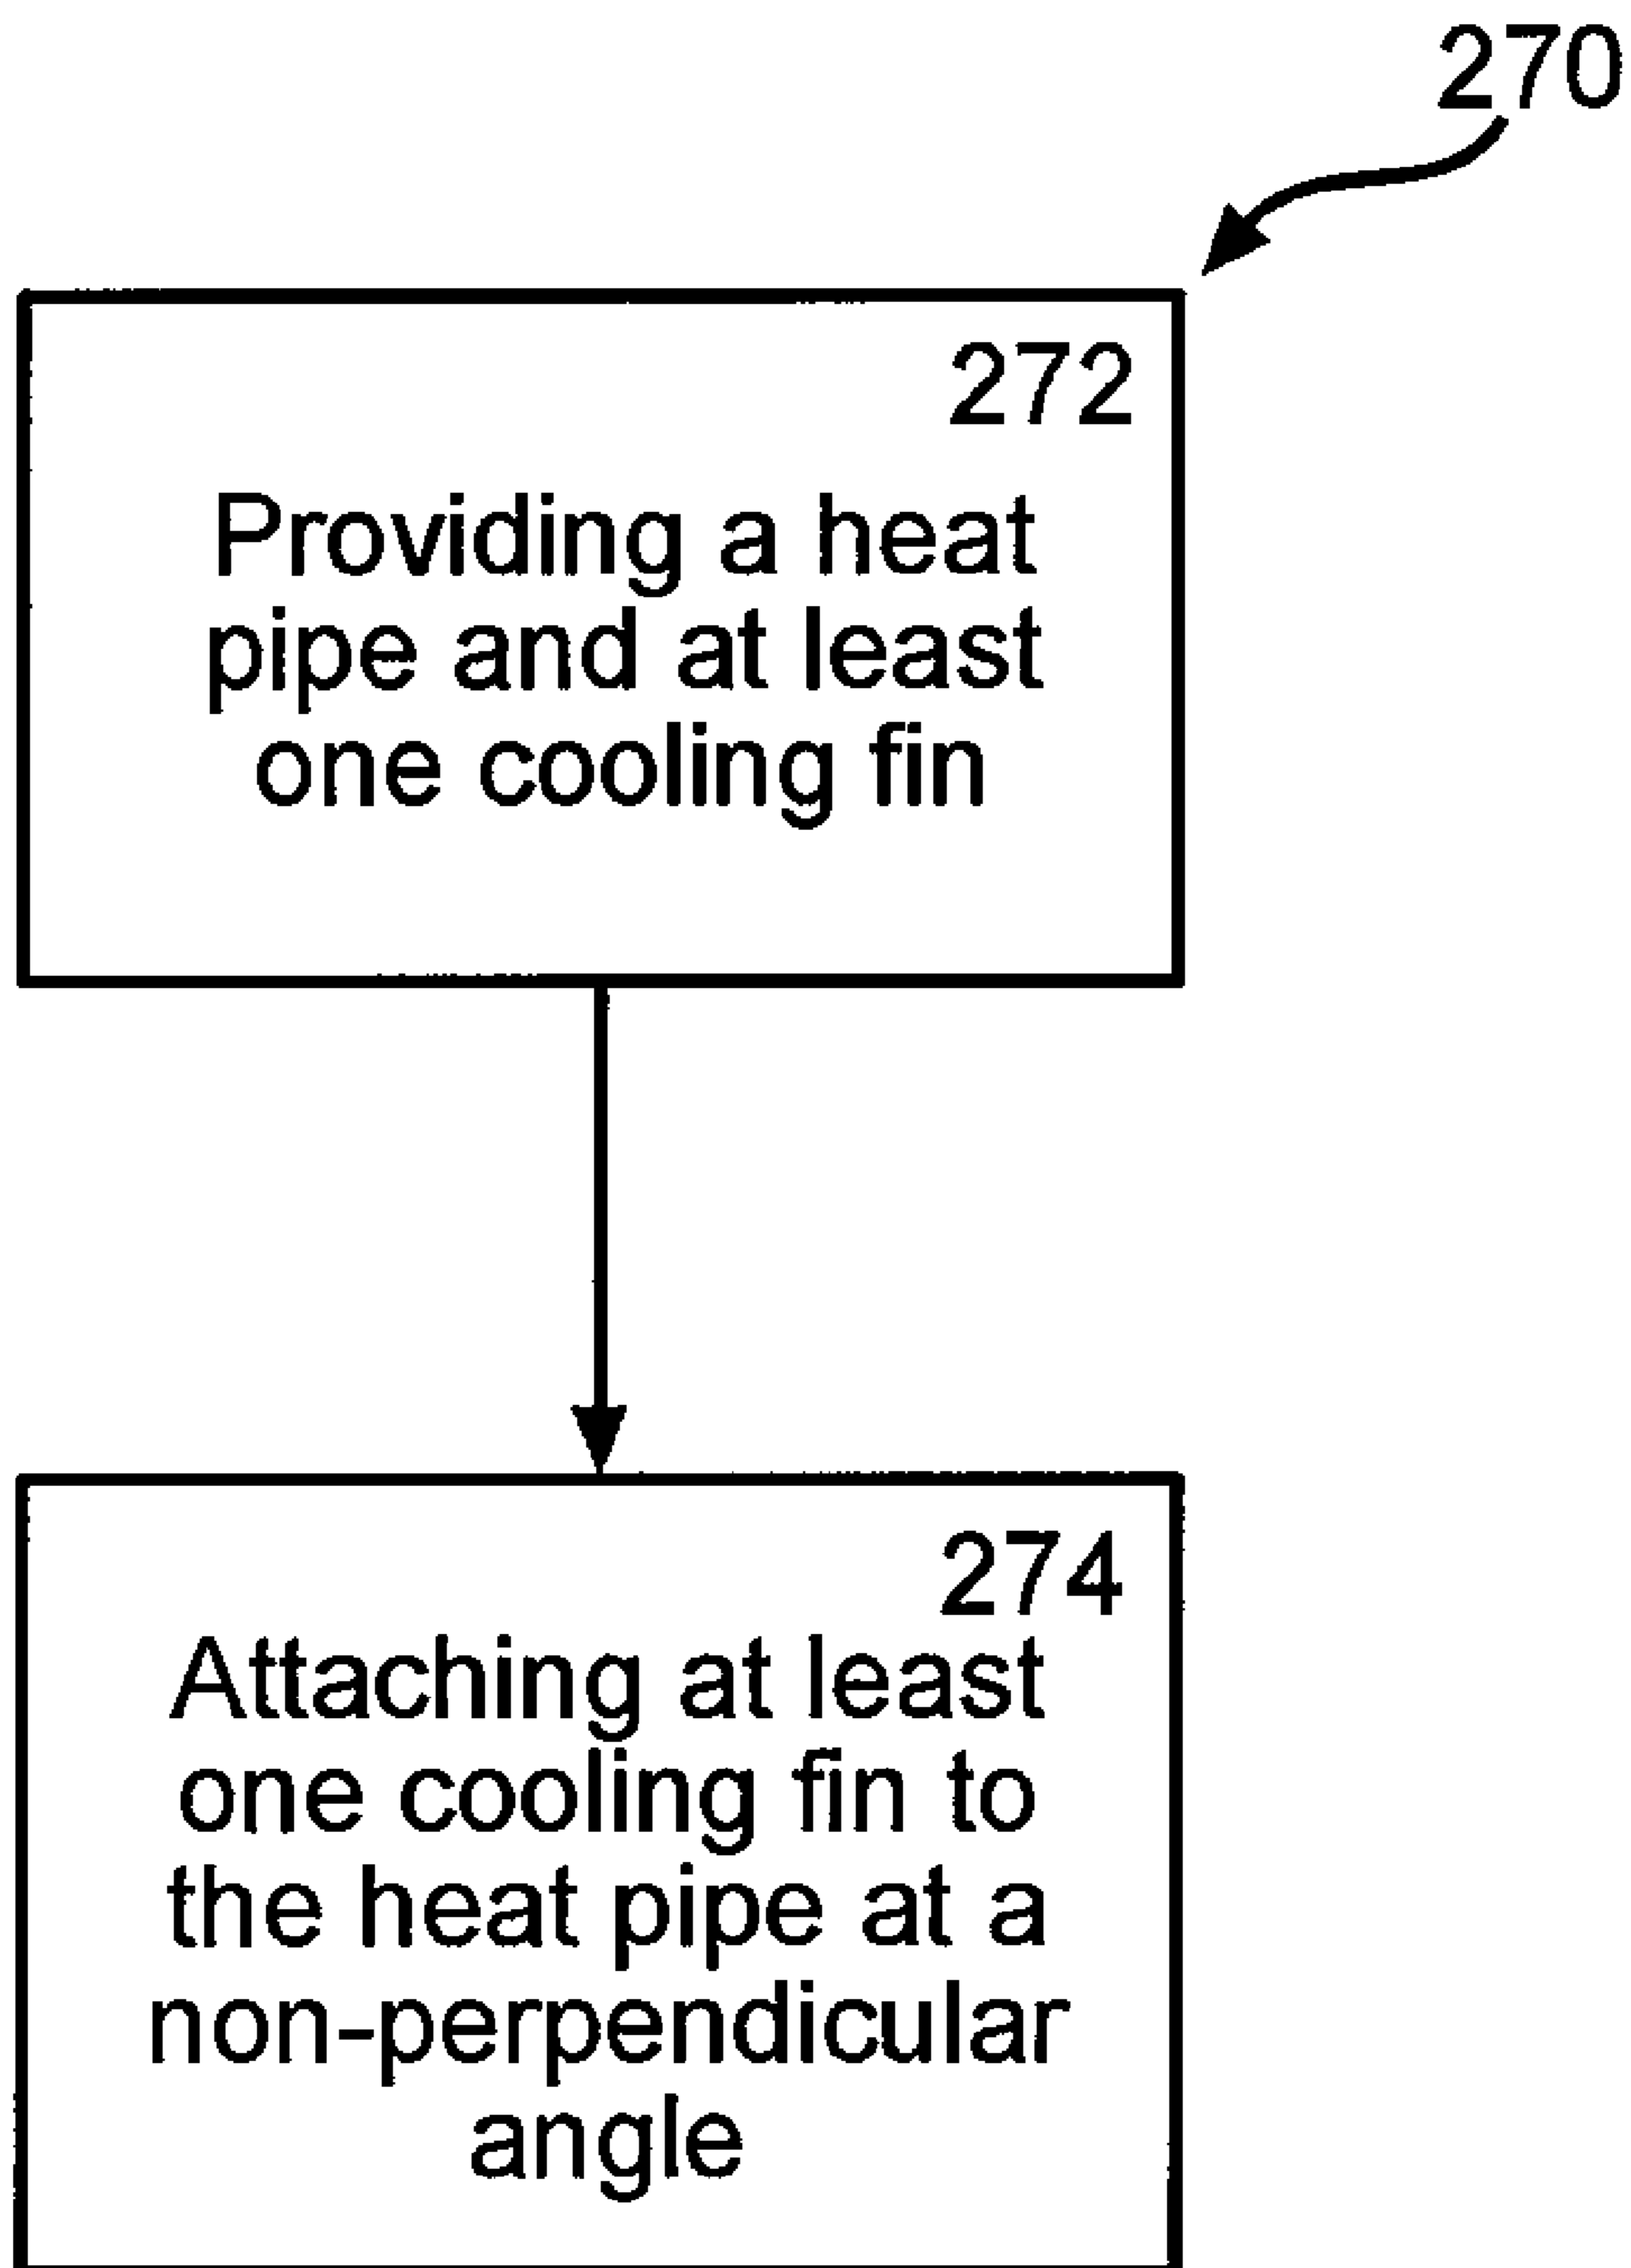 270
272
Providing a heat
pipe and at least
one cooling fin
274
Attaching at least
one cooling fin to
the heat pipe at a
non-perpendicular
angle